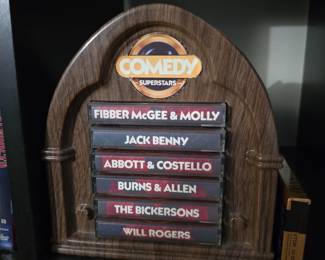 COMEDY
SUPERSTARS
FIBBER McGEE & MOLLY
JACK BENNY
ABBOTT & COSTELLO
BURNS & ALLEN
THE BICKERSONS
WILL ROGERS